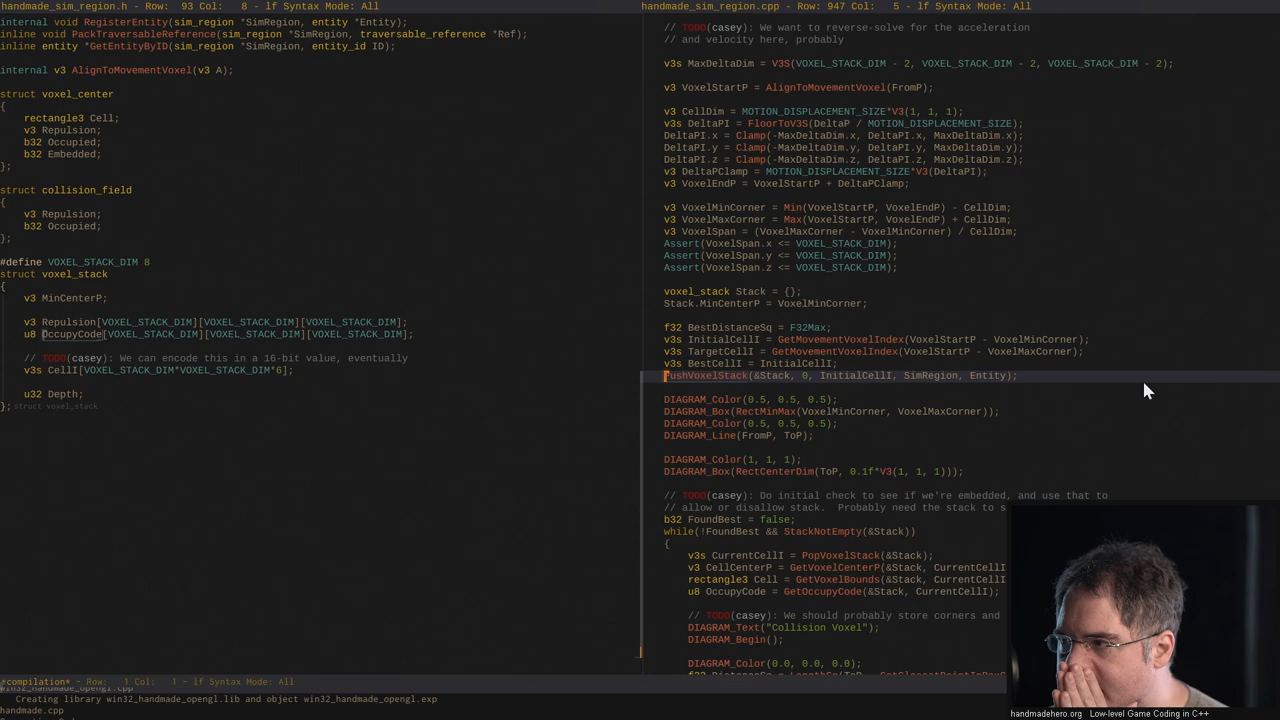 handmade_sim_region.h - Row: 93 Col: 8 - lf Syntax Mode: All
internal void RegisterEntity(sim_region *SimRegion, entity *Entity);
inline void PackTraversableReference(sim_region *SimRegion, traversable_reference *Ref);
inline entity *GetEntityByID(sim_region *SimRegion, entity_id ID);
internal v3 AlignToMovementVoxel(v3 A);
struct voxel_center
{
rectangle3 Cell;
v3 Repulsion;
b32 Occupied;
b32 Embedded;
};
struct collision_field
{
v3 Repulsion;
b32 Occupied;
};
#define VOXEL_STACK_DIM 8
struct voxel_stack
{
v3 MinCenterP;
v3 Repulsion[VOXEL_STACK_DIM][VOXEL_STACK_DIM][VOXEL_STACK_DIM];
u8 OccupyCode[VOXEL_STACK_DIM][VOXEL_STACK_DIM][VOXEL_STACK_DIM];
// TODO(casey): We can encode this in a 16-bit value, eventually
v3s CellI[VOXEL_STACK_DIM*VOXEL_STACK_DIM*6];
u32 Depth;
}; struct voxel_stack
handmade_sim_region.cpp - Row: 947 Col: 5 - lf Syntax Mode: All
// TODO(casey): We want to reverse-solve for the acceleration
// and velocity here, probably
v3s MaxDeltaDim = V3S(VOXEL_STACK_DIM - 2, VOXEL_STACK_DIM - 2, VOXEL_STACK_DIM - 2);
v3 VoxelStartP = AlignToMovementVoxel(FromP);
v3 CellDim = MOTION_DISPLACEMENT_SIZE*V3(1, 1, 1);
v3s DeltaPI = FloorToV3S(DeltaP / MOTION_DISPLACEMENT_SIZE);
DeltaPI.x = Clamp(-MaxDeltaDim.x, DeltaPI.x, MaxDeltaDim.x);
DeltaPI.y = Clamp(-MaxDeltaDim.y, DeltaPI.y, MaxDeltaDim.y);
DeltaPI.z = Clamp(-MaxDeltaDim.z, DeltaPI.z, MaxDeltaDim.z);
v3 DeltaPClamp = MOTION_DISPLACEMENT_SIZE*V3(DeltaPI);
v3 VoxelEndP = VoxelStartP + DeltaPClamp;
v3 VoxelMinCorner = Min(VoxelStartP, VoxelEndP) - CellDim;
v3 VoxelMaxCorner = Max(VoxelStartP, VoxelEndP) + CellDim;
v3 VoxelSpan = (VoxelMaxCorner - VoxelMinCorner) / CellDim;
Assert(VoxelSpan.x <= VOXEL_STACK_DIM);
Assert(VoxelSpan.y <= VOXEL_STACK_DIM);
Assert(VoxelSpan.z <= VOXEL_STACK_DIM);
voxel_stack Stack = {};
Stack.MinCenterP = VoxelMinCorner;
f32 BestDistanceSq = F32Max;
v3s InitialCellI = GetMovementVoxelIndex(VoxelStartP - VoxelMinCorner);
v3s TargetCellI = GetMovementVoxelIndex(VoxelStartP - VoxelMaxCorner);
v3s BestCellI = InitialCellI;
PushVoxelStack(&Stack, 0, InitialCellI, SimRegion, Entity);
DIAGRAM_Color(0.5, 0.5, 0.5);
DIAGRAM_Box(RectMinMax(VoxelMinCorner, VoxelMaxCorner));
DIAGRAM_Color(0.5, 0.5, 0.5);
DIAGRAM_Line(FromP, ToP);
DIAGRAM_Color(1, 1, 1);
DIAGRAM_Box(RectCenterDim(ToP, 0.1f*V3(1, 1, 1)));
// TODO(casey): Do initial check to see if we're embedded, and use that to
// allow or disallow stack. Probably need the stack to s
b32 FoundBest = false;
while(!FoundBest && StackNotEmpty(&Stack))
{
v3s CurrentCellI = PopVoxelStack(&Stack);
v3 CellCenterP = GetVoxelCenterP(&Stack, CurrentCellI
rectangle3 Cell = GetVoxelBounds(&Stack, CurrentCellI
u8 OccupyCode = GetOccupyCode(&Stack, CurrentCellI);
// TODO(casey): We should probably store corners and
DIAGRAM_Text("Collision Voxel");
DIAGRAM_Begin();
DIAGRAM_Color(0.0, 0.0, 0.0);
*compilation* - Row: 1 Col: 1 - lf Syntax Mode: All
win32_handmade_opengl.cpp
Creating library win32_handmade_opengl.lib and object win32_handmade_opengl.exp
handmade.cpp
handmadehero.org Low-level Game Coding in C++